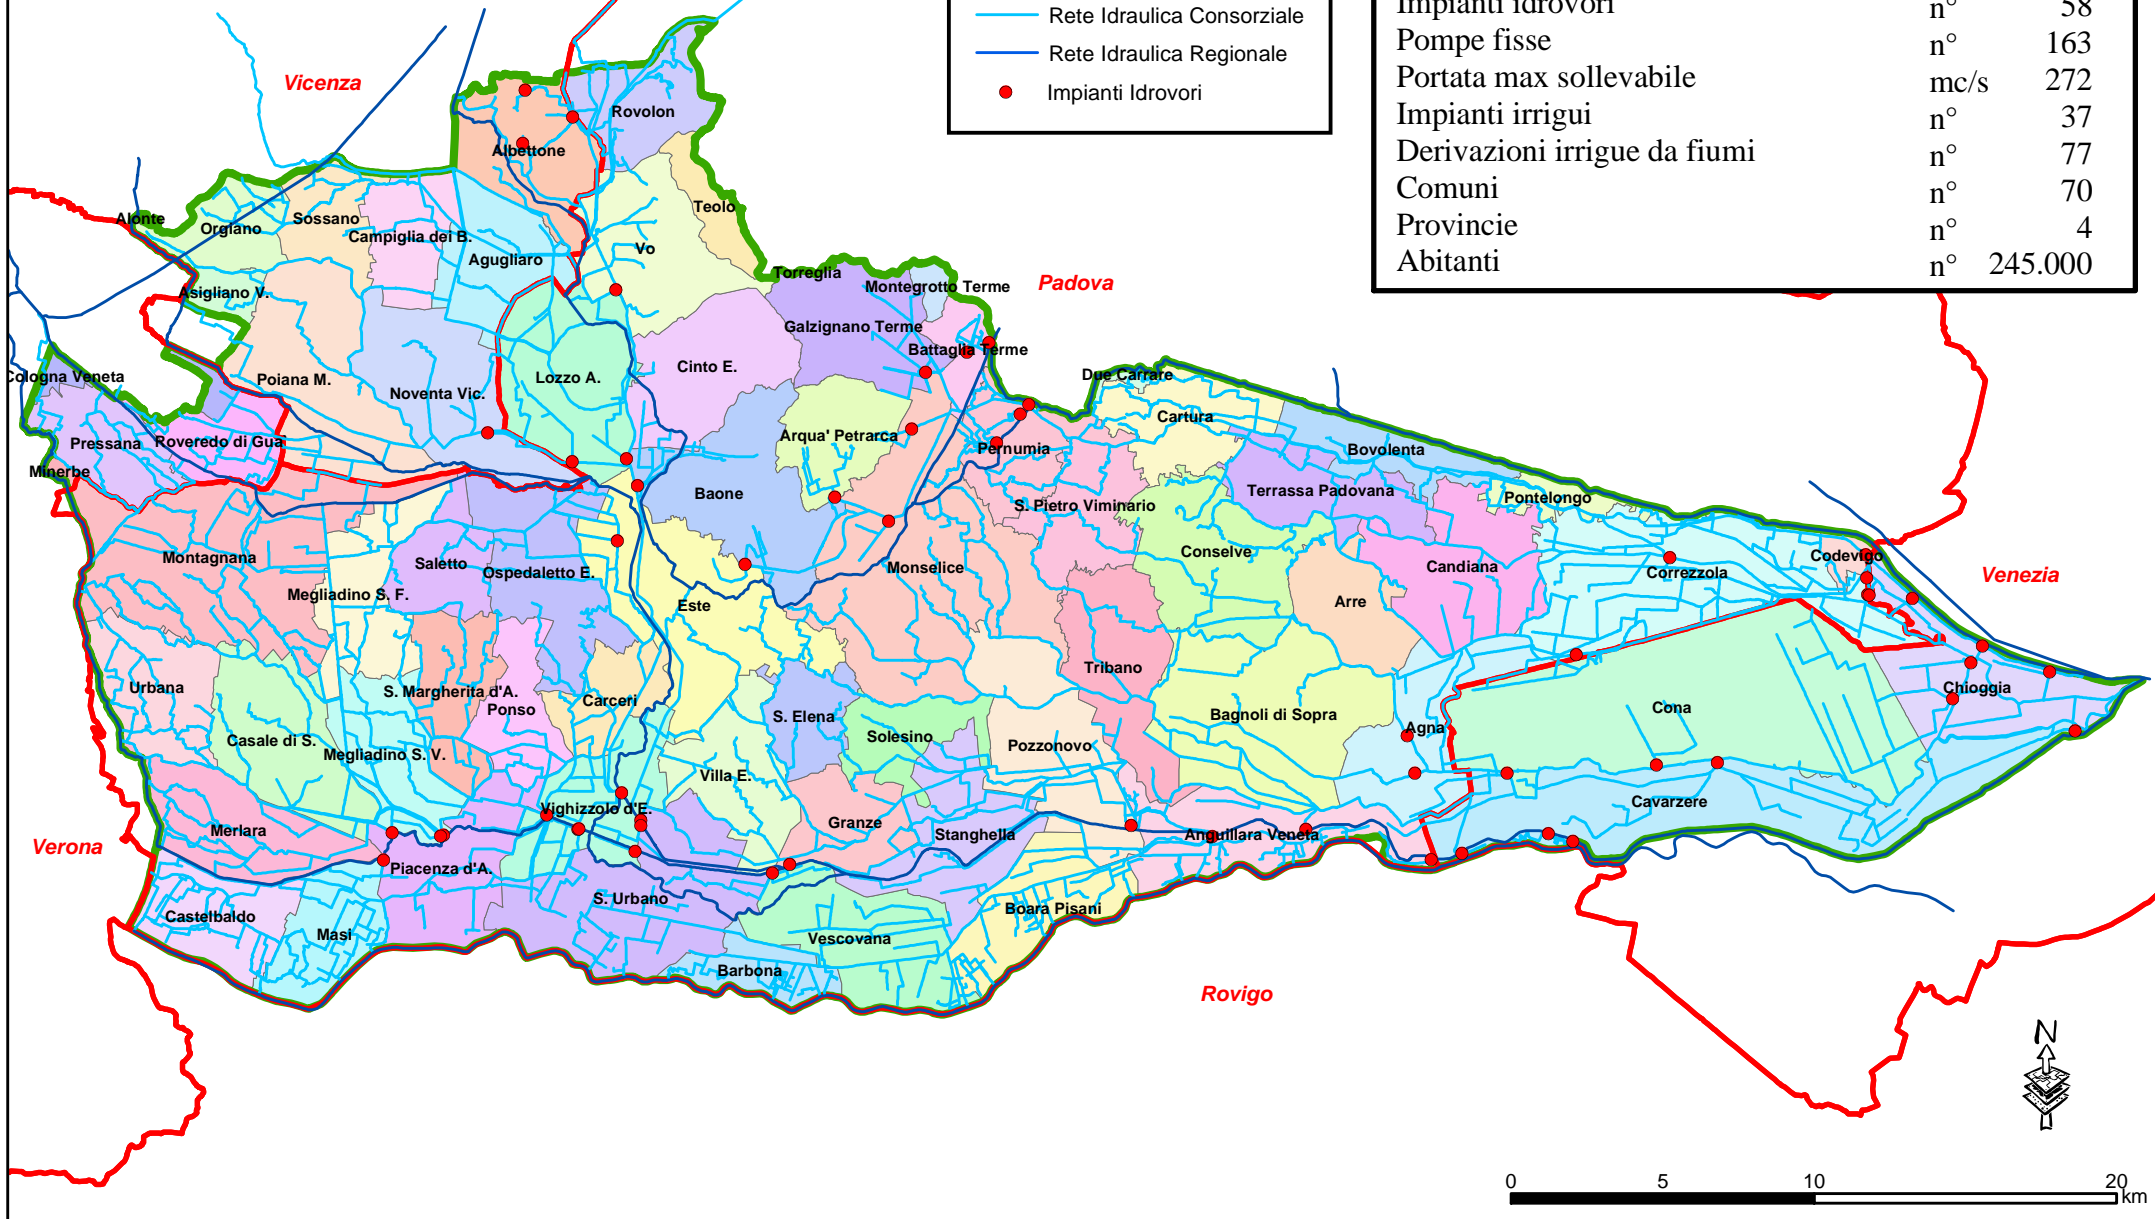 Rete Idraulica Consorziale
Rete Idraulica Regionale
Impianti Idrovori
Impianti idrovori n° 58
Pompe fisse n° 163
Portata max sollevabile mc/s 272
Impianti irrigui n° 37
Derivazioni irrigue da fiumi n° 77
Comuni n° 70
Provincie n° 4
Abitanti n° 245.000
Vicenza
Rovolon
Albettone
Teolo
Alonte
Orgiano
Sossano
Campiglia dei B.
Agugliaro
Vo
Torreglia
Padova
Asigliano V.
Montegrotto Terme
Galzignano Terme
Battaglia Terme
Cinto E.
Cologna Veneta
Poiana M.
Noventa Vic.
Lozzo A.
Due Carrare
Cartura
Pressana
Roveredo di Gua'
Arqua' Petrarca
Pernumia
Bovolenta
Minerbe
Baone
S. Pietro Viminario
Terrassa Padovana
Pontelongo
Montagnana
Saletto
Ospedaletto E.
Megliadino S. F.
Este
Monselice
Conselve
Arre
Candiana
Correzzola
Codevigo
Venezia
Urbana
S. Margherita d'A.
Ponso
Carceri
S. Elena
Tribano
Bagnoli di Sopra
Agna
Cona
Chioggia
Casale di S.
Megliadino S. V.
Villa E.
Solesino
Pozzonovo
Verona
Merlara
Vighizzolo d'E.
Granze
Stanghella
Anguillara Veneta
Cavarzere
Piacenza d'A.
S. Urbano
Castelbaldo
Masi
Barbona
Vescovana
Boara Pisani
Rovigo
N
0 5 10 20
km